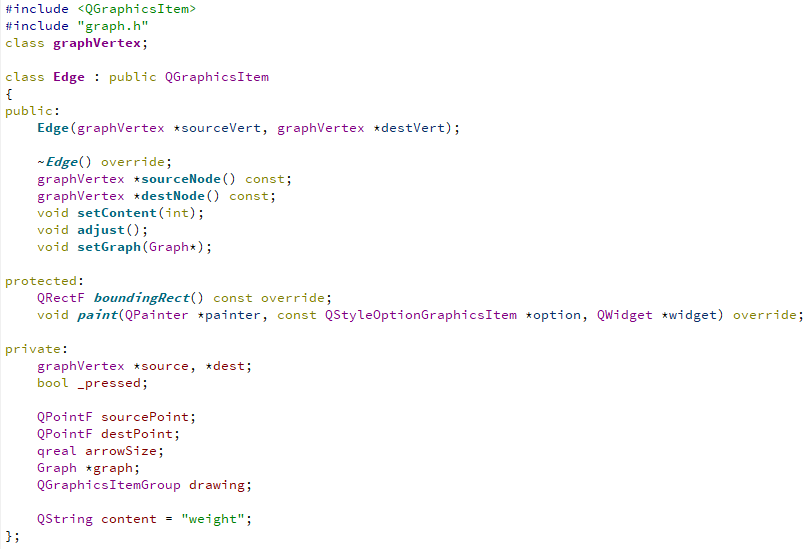 #include <QGraphicsItem>
#include "graph.h"
class graphVertex;

class Edge : public QGraphicsItem
{
public:
    Edge(graphVertex *sourceVert, graphVertex *destVert);

    ~Edge() override;
    graphVertex *sourceNode() const;
    graphVertex *destNode() const;
    void setContent(int);
    void adjust();
    void setGraph(Graph*);

protected:
    QRectF boundingRect() const override;
    void paint(QPainter *painter, const QStyleOptionGraphicsItem *option, QWidget *widget) override;

private:
    graphVertex *source, *dest;
    bool _pressed;

    QPointF sourcePoint;
    QPointF destPoint;
    qreal arrowSize;
    Graph *graph;
    QGraphicsItemGroup drawing;

    QString content = "weight";
};